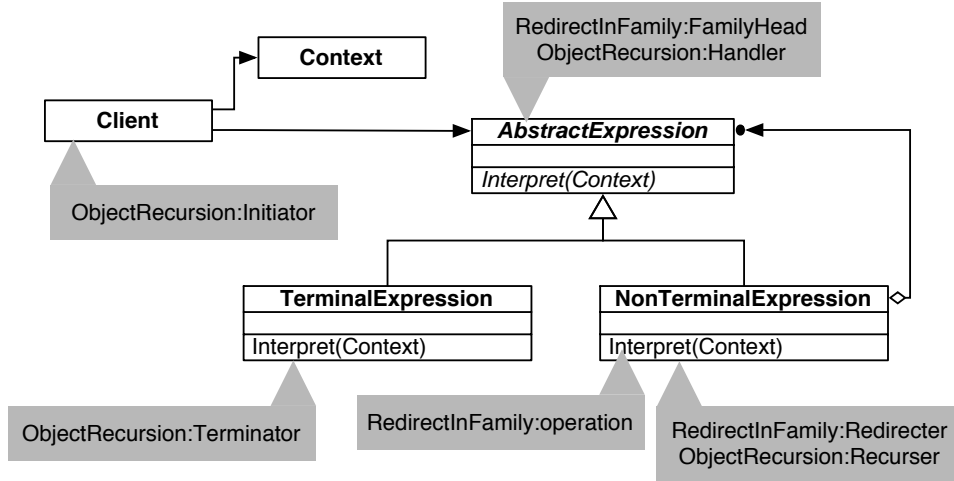 RedirectInFamily:FamilyHead
ObjectRecursion:Handler
Context
Client
AbstractExpression
Interpret(Context)
ObjectRecursion:Initiator
TerminalExpression
Interpret(Context)
NonTerminalExpression
Interpret(Context)
ObjectRecursion:Terminator
RedirectInFamily:operation
RedirectInFamily:Redirecter
ObjectRecursion:Recurser